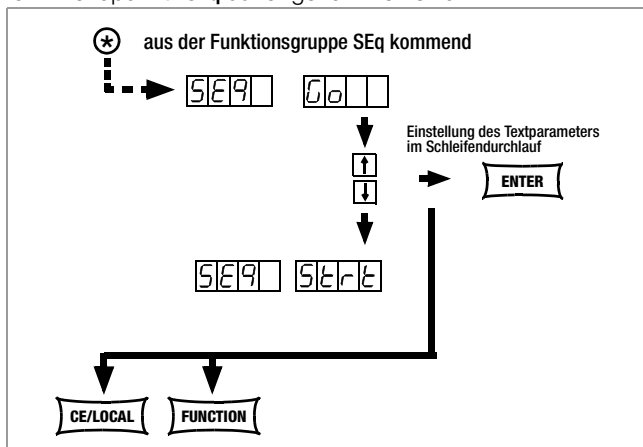 aus der Funktionsgruppe SEq kommend
SEq Go
Einstellung des Textparameters
im Schleifendurchlauf
ENTER
SEq Strt
CE/LOCAL FUNCTION